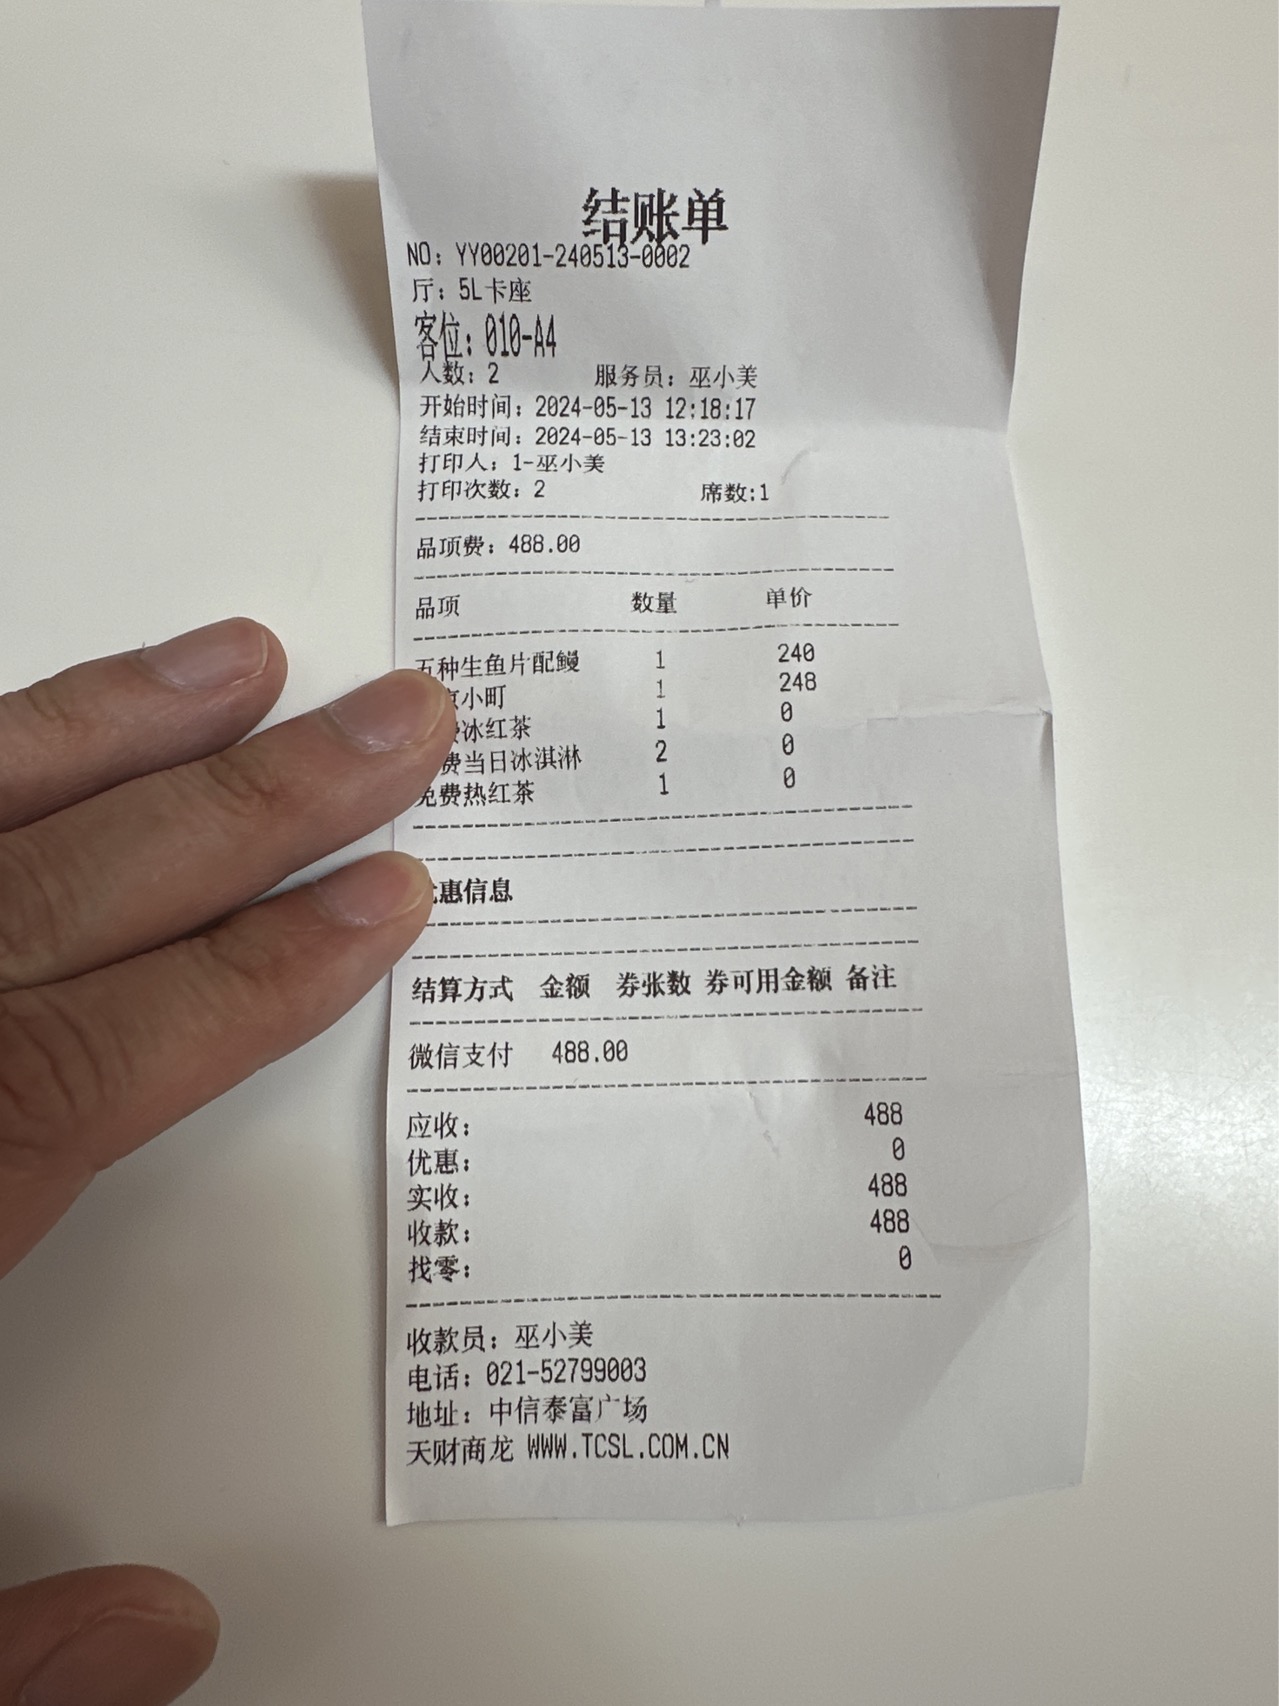 结账单
NO：YY00201-240513-0002
厅：5L卡座
客位：010-A4
人数：2 服务员：巫小美
开始时间：2024-05-13 12:18:17
结束时间：2024-05-13 13:23:02
打印人：1-巫小美
打印次数：2 席数:1
品项费：488.00
品项 数量 单价
五种生鱼片配鳗 1 240
小町 1 248
冰红茶 1 0
费当日冰淇淋 2 0
免费热红茶 1 0
惠信息
结算方式 金额 券张数 券可用金额 备注
微信支付 488.00
应收： 488
优惠： 0
实收： 488
收款： 488
找零： 0
收款员：巫小美
电话：021-52799003
地址：中信泰富广场
天财商龙 WWW.TCSL.COM.CN